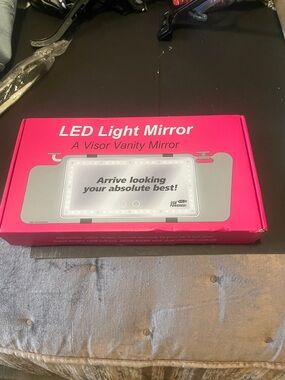 LED Light Mirror
A Visor Vanity Mirror
Arrive looking
your absolute best!